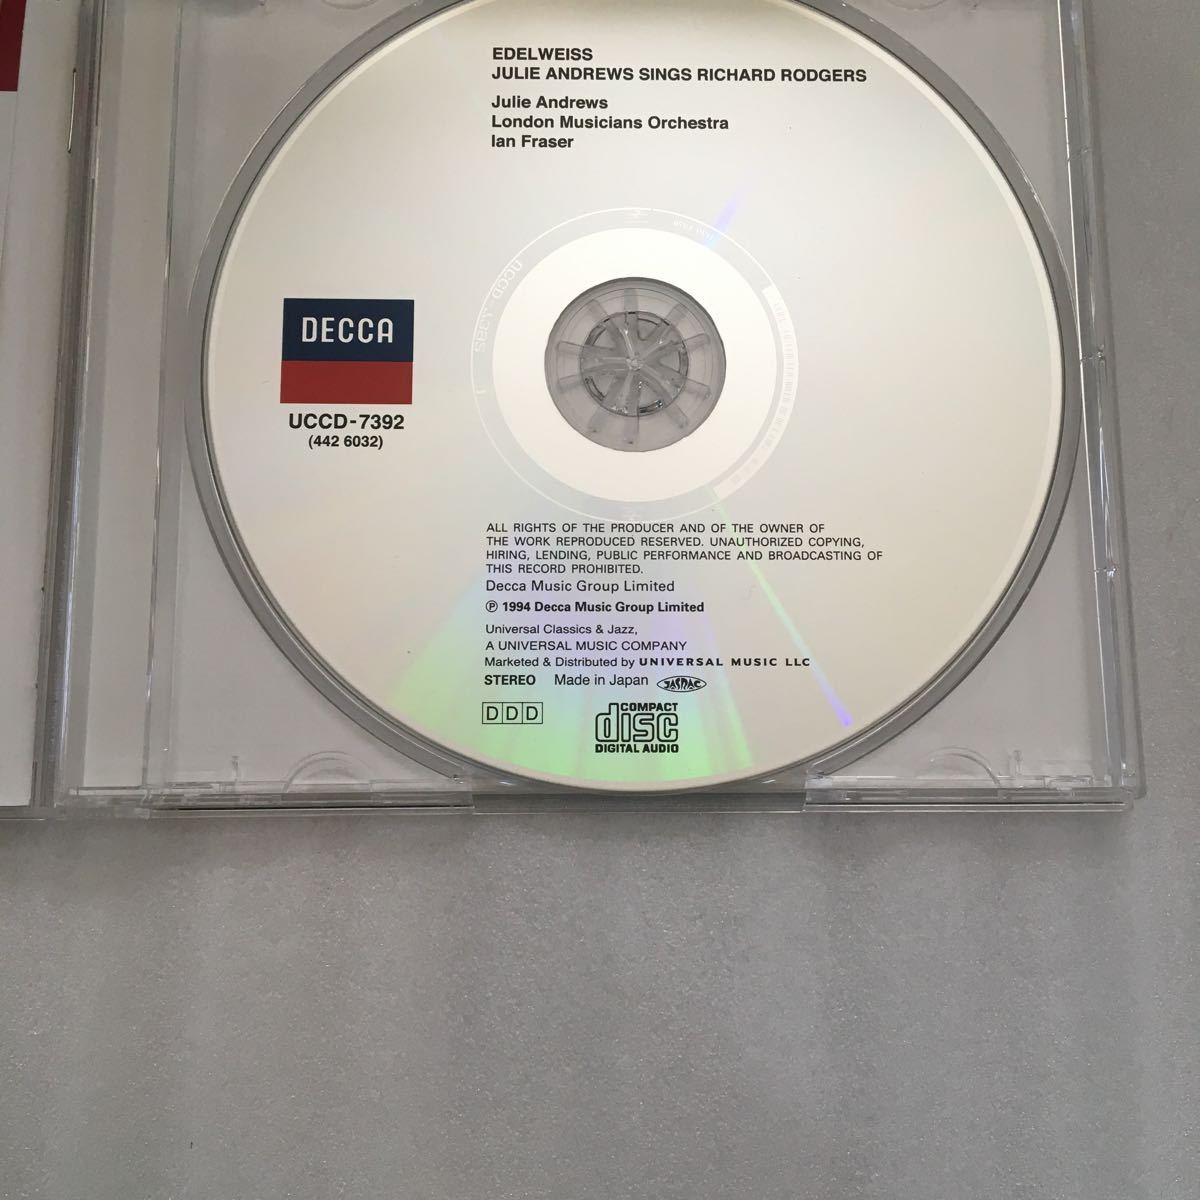 EDELWEISS
JULIE ANDREWS SINGS RICHARD RODGERS
Julie Andrews
London Musicians Orchestra
Ian Fraser
DECCA
UCCD-7392
(442 6032)
ALL RIGHTS OF THE PRODUCER AND OF THE OWNER OF
THE WORK REPRODUCED RESERVED. UNAUTHORIZED COPYING,
HIRING, LENDING, PUBLIC PERFORMANCE AND BROADCASTING OF
THIS RECORD PROHIBITED.
Decca Music Group Limited
℗ 1994 Decca Music Group Limited
Universal Classics & Jazz,
A UNIVERSAL MUSIC COMPANY
Marketed & Distributed by UNIVERSAL MUSIC LLC
STEREO Made in Japan JASRAC
DDD
COMPACT
disc
DIGITAL AUDIO